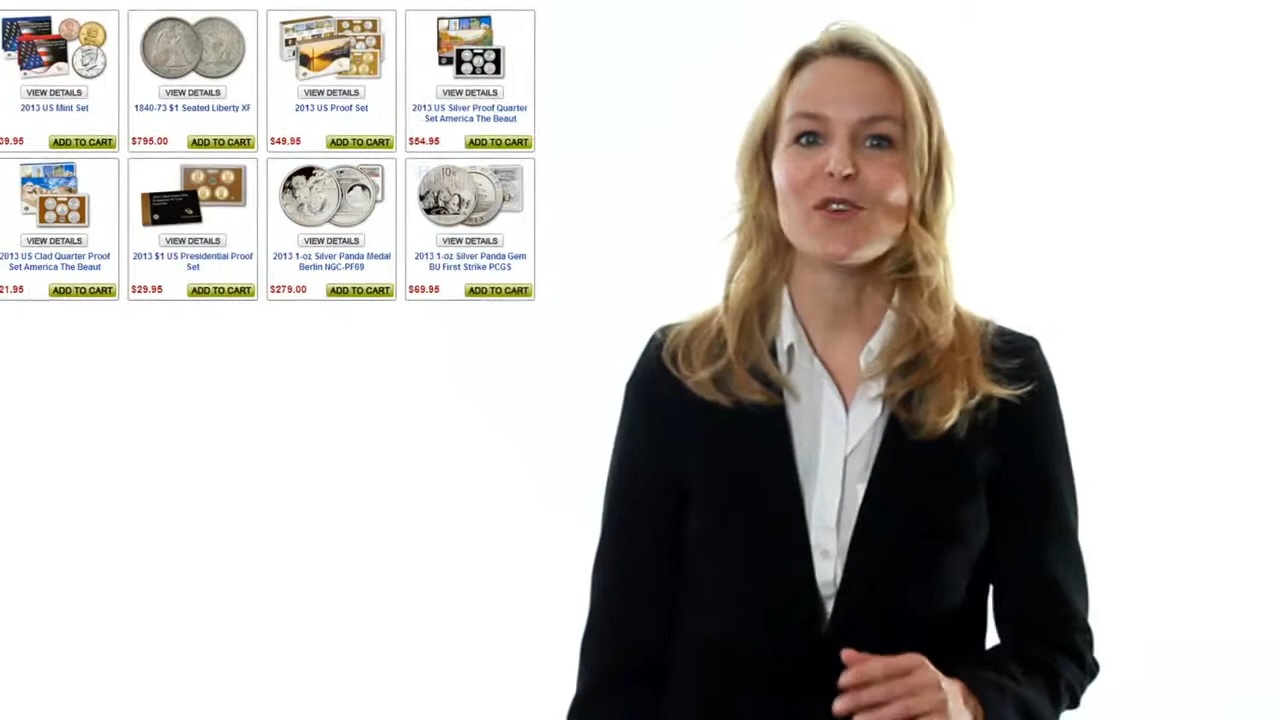 VIEW DETAILS
2013 US Mint Set
39.95 ADD TO CART
VIEW DETAILS
1840-73 $1 Seated Liberty XF
$795.00 ADD TO CART
VIEW DETAILS
2013 US Proof Set
$49.95 ADD TO CART
VIEW DETAILS
2013 US Silver Proof Quarter
Set America The Beaut
$54.95 ADD TO CART
VIEW DETAILS
2013 US Clad Quarter Proof
Set America The Beaut
21.95 ADD TO CART
VIEW DETAILS
2013 $1 US Presidential Proof
Set
$29.95 ADD TO CART
VIEW DETAILS
2013 1-oz Silver Panda Medal
Berlin NGC-PF69
$279.00 ADD TO CART
VIEW DETAILS
2013 1-oz Silver Panda Gem
BU First Strike PCGS
$69.95 ADD TO CART